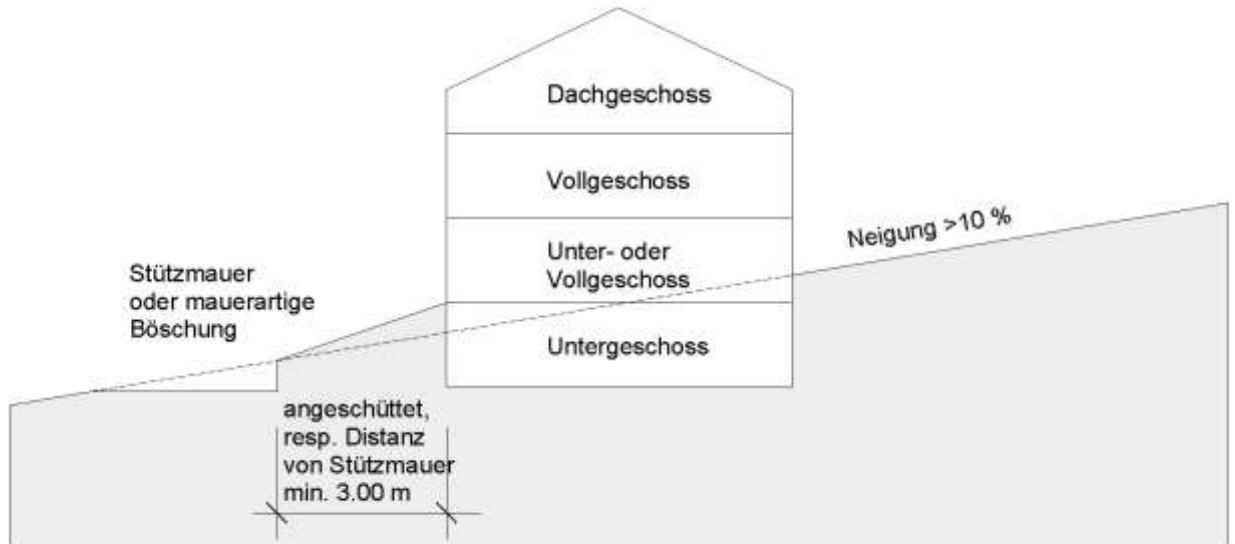 Dachgeschoss
Vollgeschoss
Neigung >10 %
Unter- oder
Vollgeschoss
Stützmauer
oder mauerartige
Böschung
Untergeschoss
angeschüttet,
resp. Distanz
von Stützmauer
min. 3.00 m